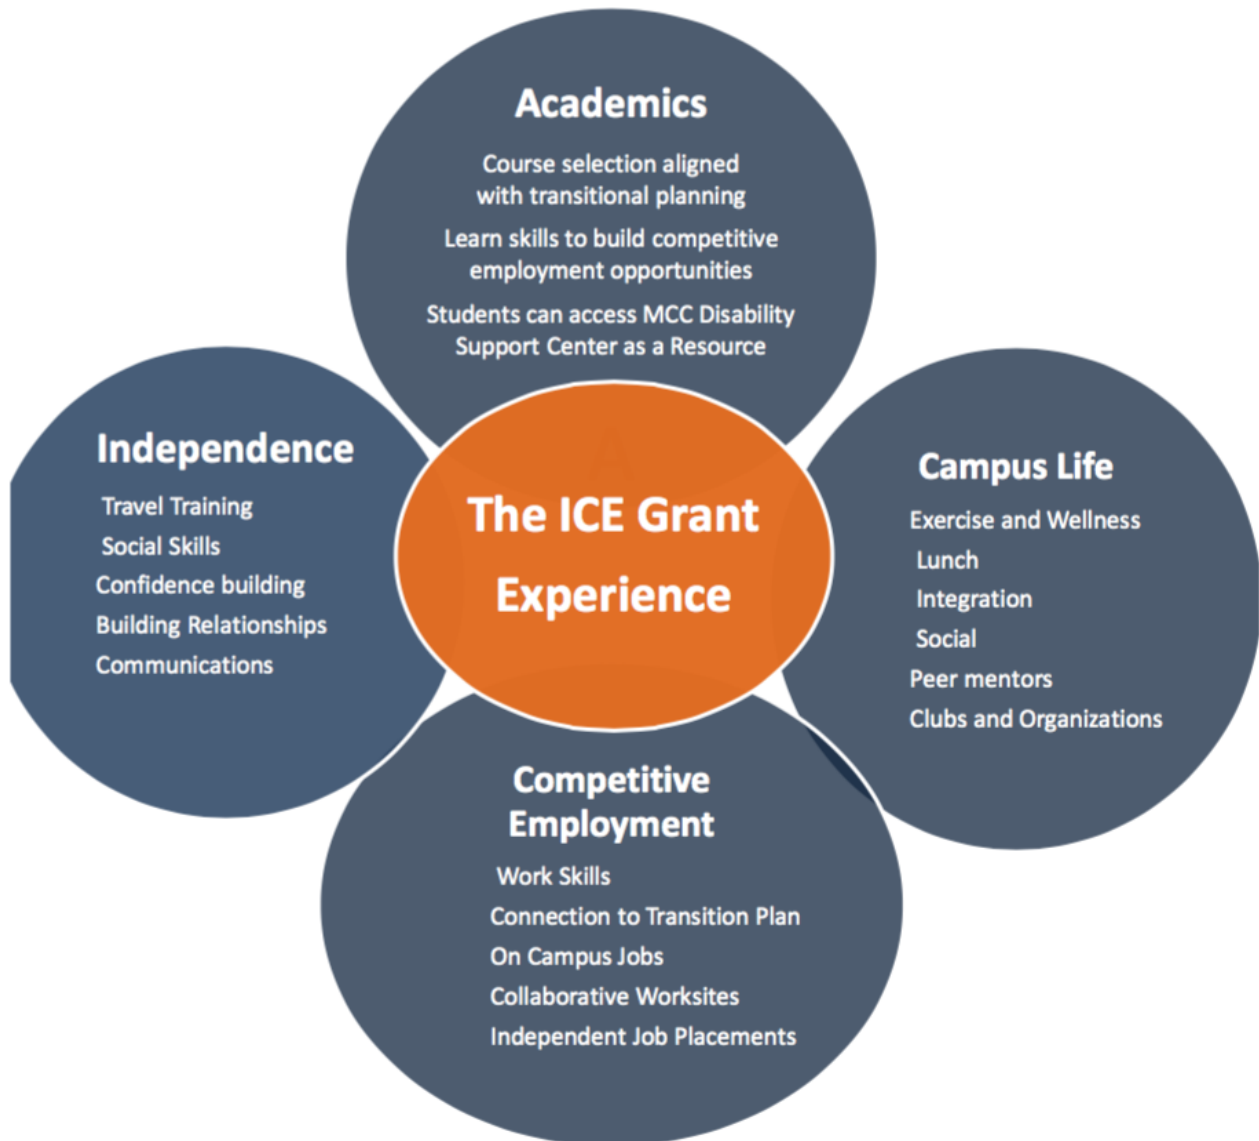 Academics
Course selection aligned
with transitional planning
Learn skills to build competitive
employment opportunities
Students can access MCC Disability
Support Center as a Resource
Independence
Travel Training
Social Skills
Confidence building
Building Relationships
Communications
A
The ICE Grant
Experience
Campus Life
Exercise and Wellness
Lunch
Integration
Social
Peer mentors
Clubs and Organizations
Competitive
Employment
Work Skills
Connection to Transition Plan
On Campus Jobs
Collaborative Worksites
Independent Job Placements